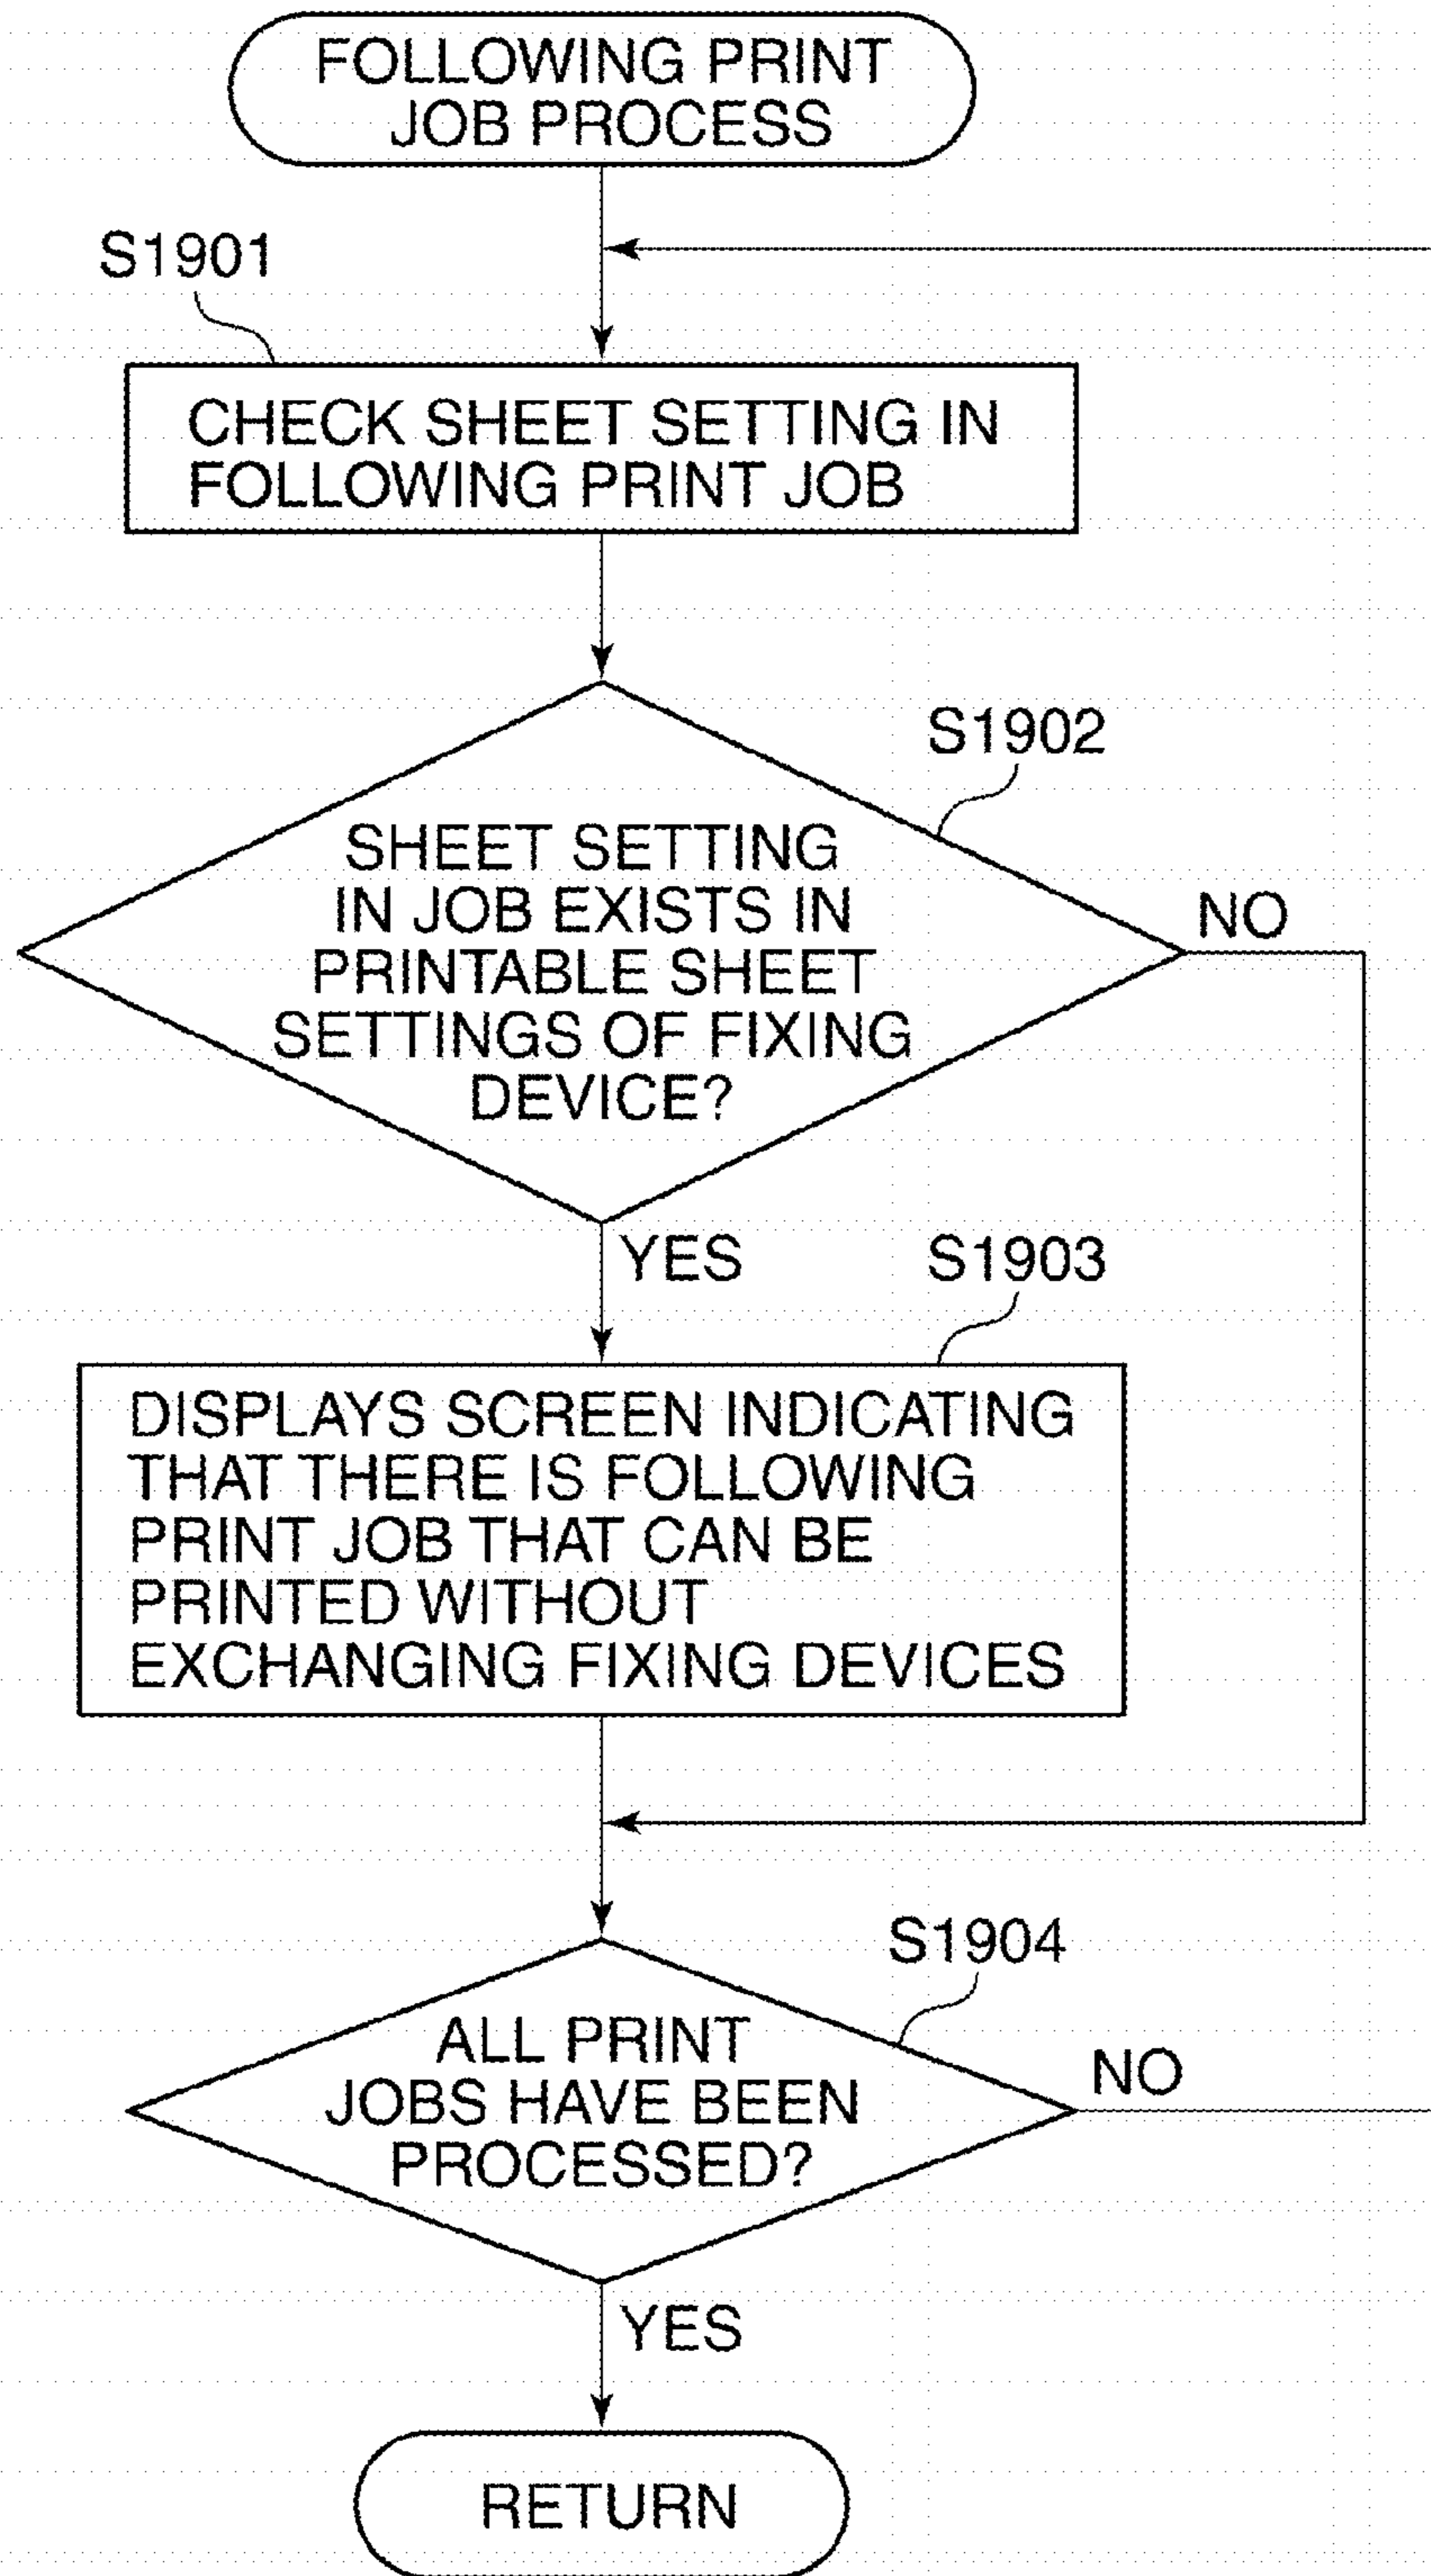 FOLLOWING PRINT
JOB PROCESS
S1901
CHECK SHEET SETTING IN
FOLLOWING PRINT JOB
S1902
SHEET SETTING
IN JOB EXISTS IN
PRINTABLE SHEET
SETTINGS OF FIXING
DEVICE?
NO
YES
S1903
DISPLAYS SCREEN INDICATING
THAT THERE IS FOLLOWING
PRINT JOB THAT CAN BE
PRINTED WITHOUT
EXCHANGING FIXING DEVICES
S1904
ALL PRINT
JOBS HAVE BEEN
PROCESSED?
NO
YES
RETURN